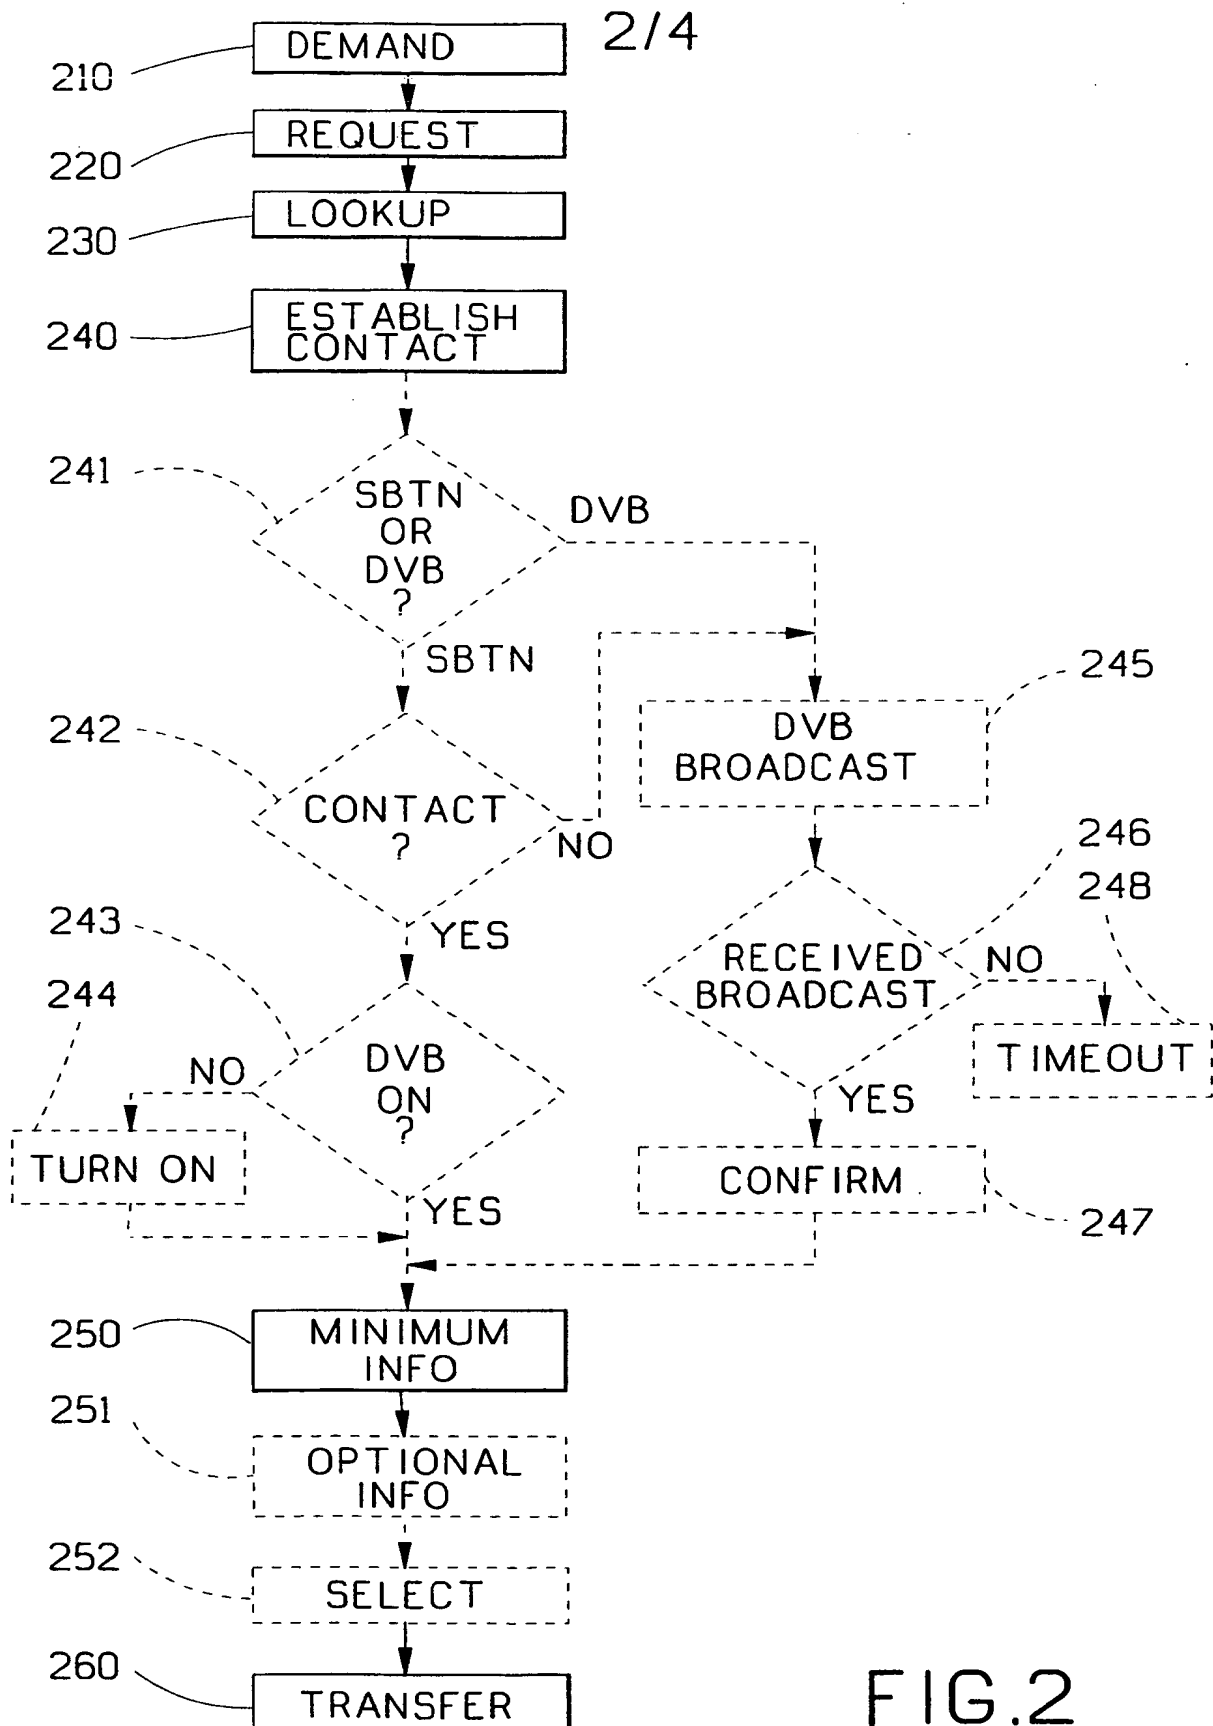 2/4
DEMAND
210
REQUEST
220
LOOKUP
230
ESTABLISH
CONTACT
240
241
SBTN
OR
DVB
?
DVB
SBTN
245
DVB
BROADCAST
242
CONTACT
?
NO
246
248
YES
243
RECEIVED
BROADCAST
NO
244
DVB
ON
?
NO
TIMEOUT
YES
TURN ON
CONFIRM
YES
247
250
MINIMUM
INFO
251
OPTIONAL
INFO
252
SELECT
260
TRANSFER
FIG.2